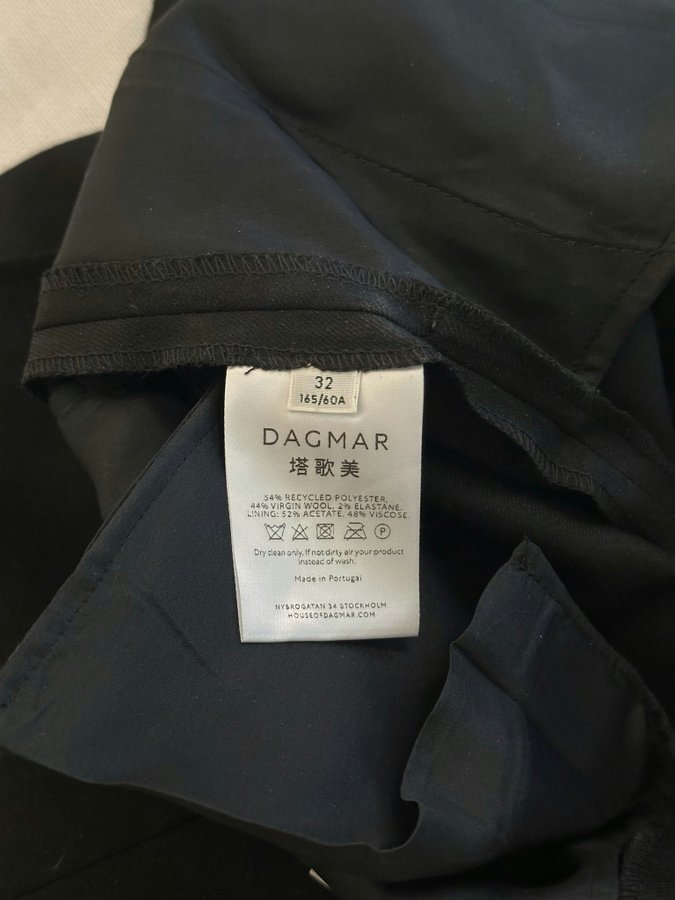 32
165/60A
DAGMAR
塔歌美
54% RECYCLED POLYESTER,
44% VIRGIN WOOL, 2% ELASTANE.
LINING: 52% ACETATE. 48% VISCOSE.
P
Dry clean only. If not dirty air your product
instead of wash.
Made in Portugal
NYBROGATAN 34 STOCKHOLM
HOUSEOFDAGMAR.COM